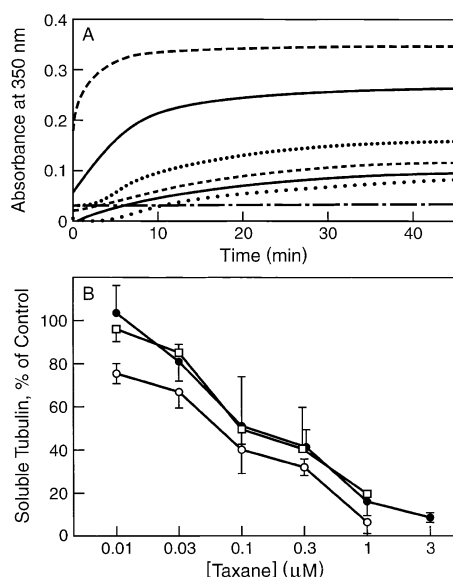 A
Absorbance at 350 nm
0.4
0.3
0.2
0.1
0
0 10 20 30 40
Time (min)
B
Soluble Tubulin, % of Control
100
80
60
40
20
0
0.01 0.03 0.1 0.3 1 3
[Taxane] (μM)